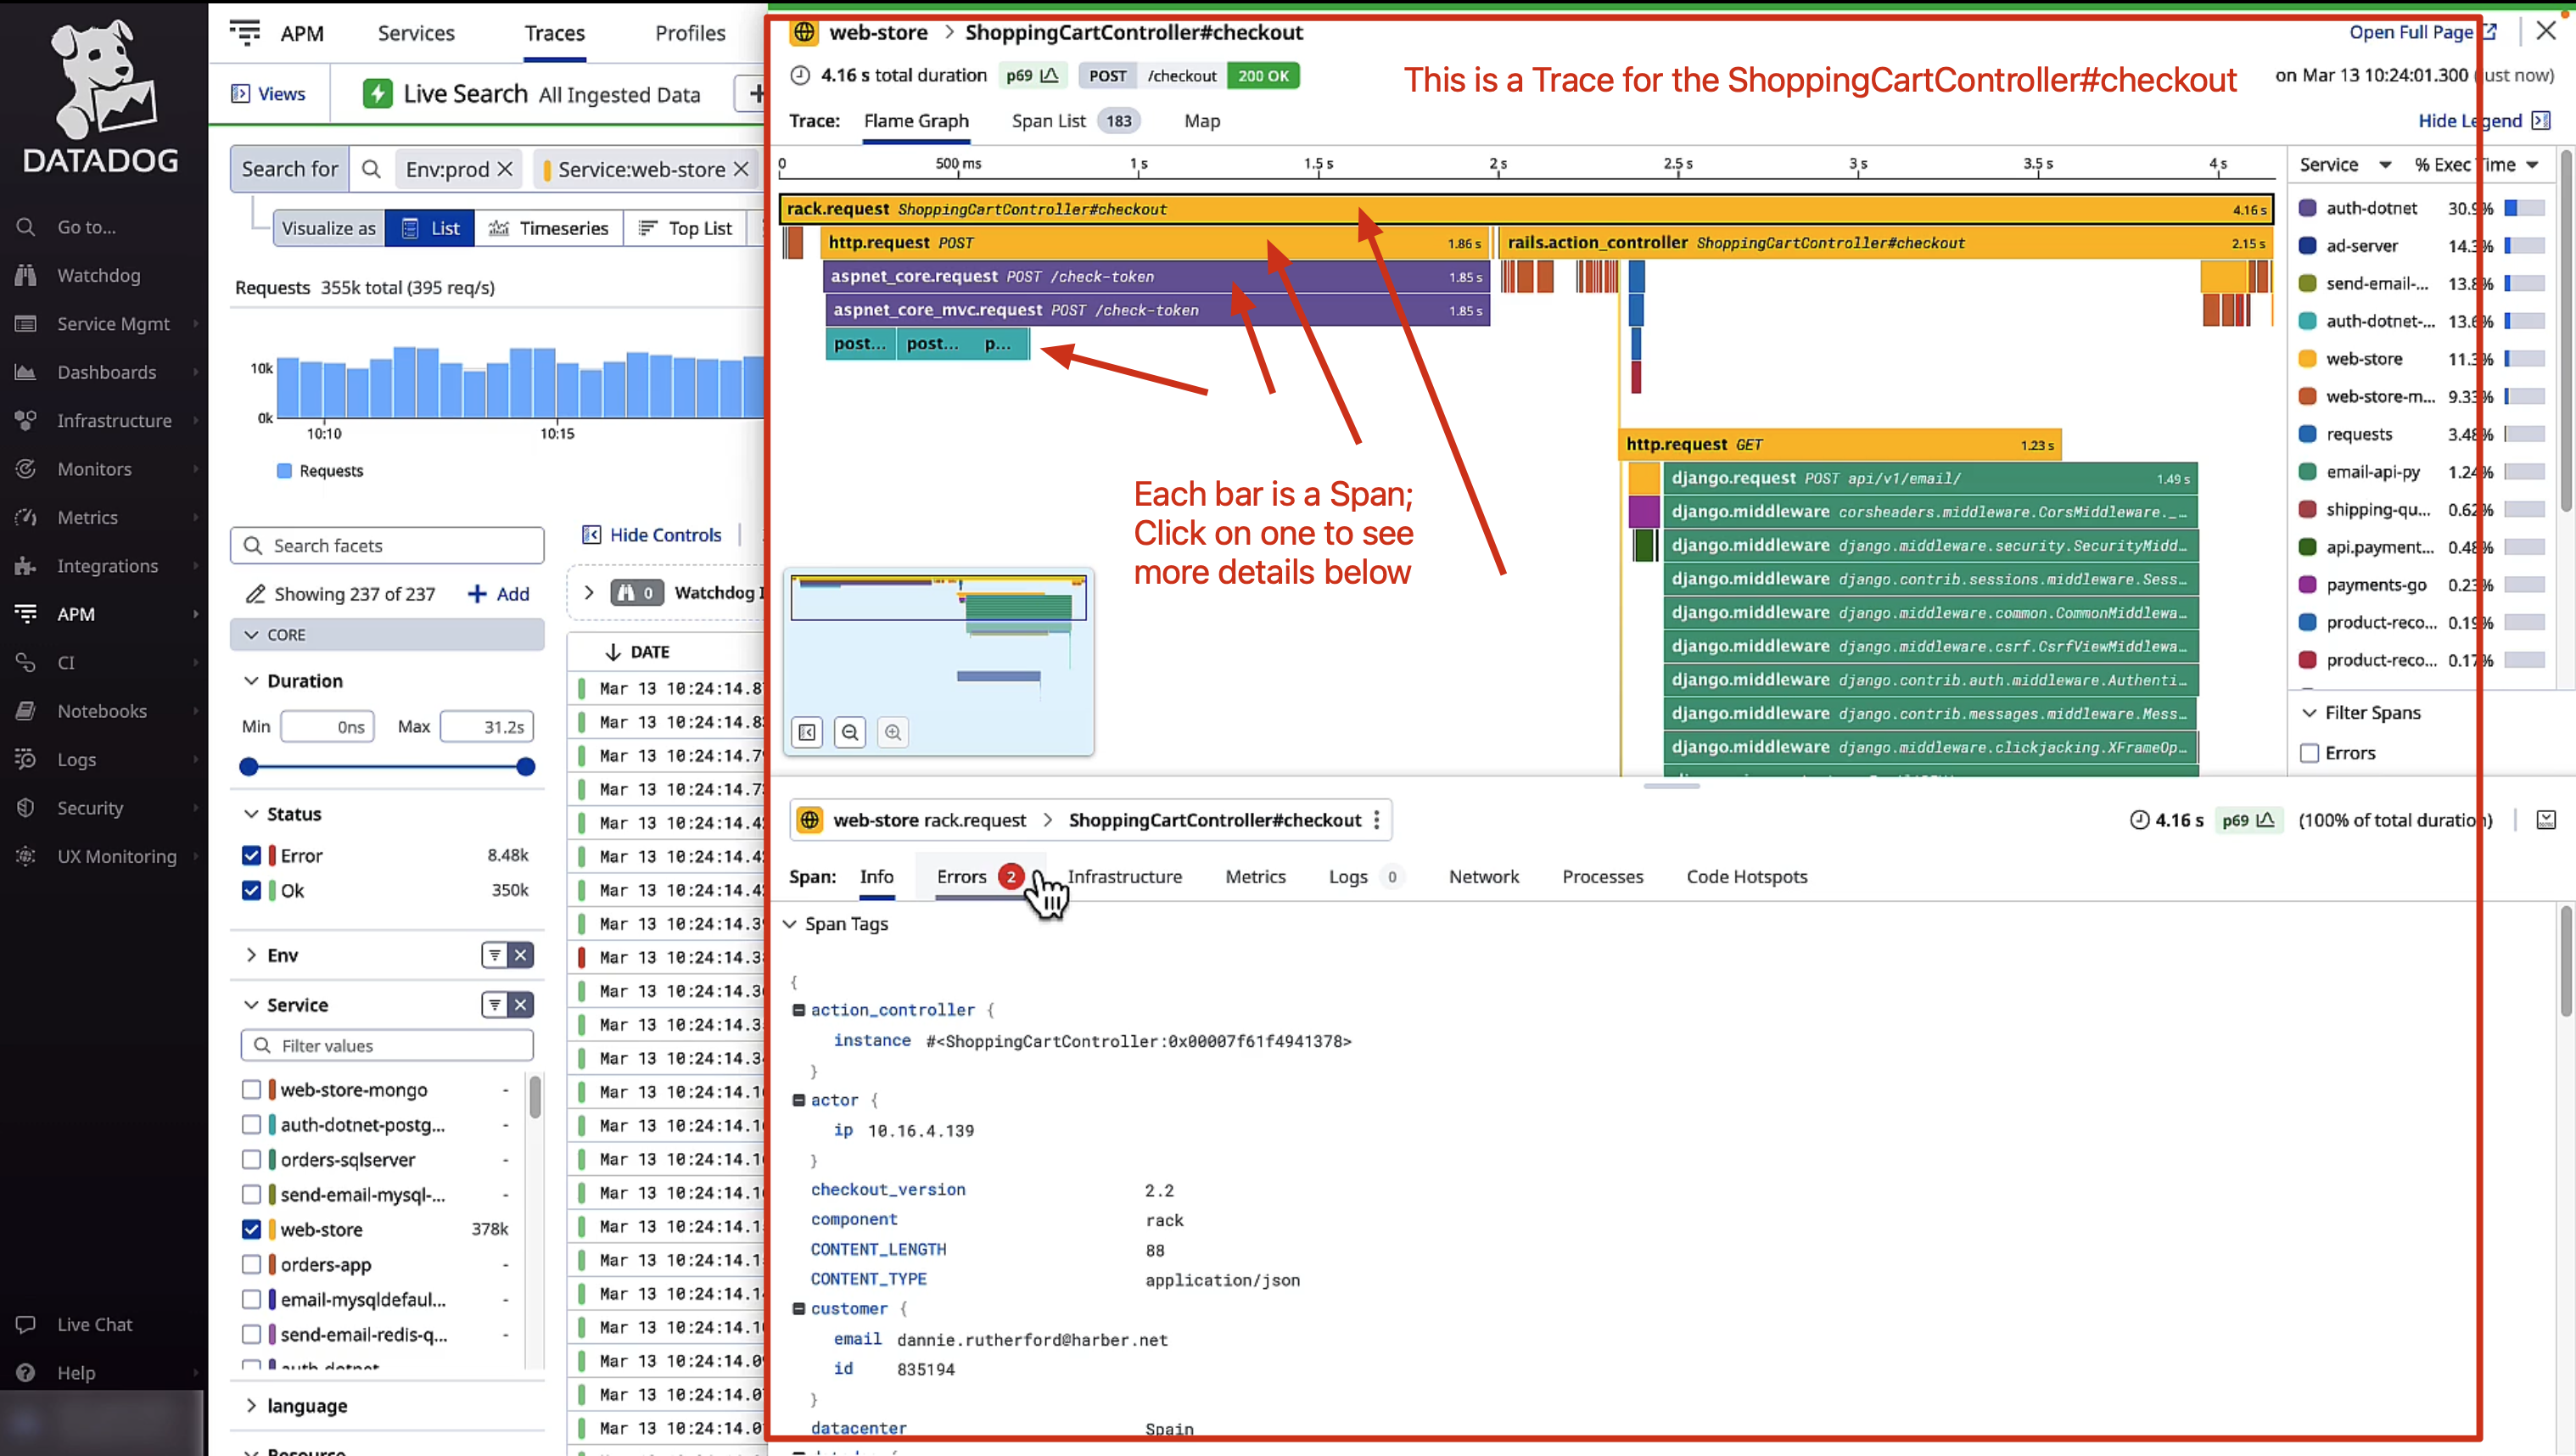 DATADOG
Go to...
Watchdog
Service Mgmt
Dashboards
Infrastructure
Monitors
Metrics
Integrations
APM
CI
Notebooks
Logs
Security
UX Monitoring
Live Chat
Help
APM Services Traces Profiles
Views Live Search All Ingested Data
Search for Env:prod Service:web-store
Visualize as List Timeseries Top List
Requests 355k total (395 req/s)
10k
0k
10:10 10:15
Requests
Search facets
Hide Controls
Showing 237 of 237 Add
0 Watchdog
CORE
Duration
Min 0ns Max 31.2s
Status
Error 8.48k
Ok 350k
Env
Service
Filter values
web-store-mongo -
auth-dotnet-postg... -
orders-sqlserver -
send-email-mysql-... -
web-store 378k
orders-app -
email-mysqldefaul... -
send-email-redis-q... -
auth-dotnet
language
Resource
DATE
Mar 13 10:24:14.8
Mar 13 10:24:14.8
Mar 13 10:24:14.7
Mar 13 10:24:14.7
Mar 13 10:24:14.4
Mar 13 10:24:14.4
Mar 13 10:24:14.4
Mar 13 10:24:14.3
Mar 13 10:24:14.3
Mar 13 10:24:14.3
Mar 13 10:24:14.3
Mar 13 10:24:14.3
Mar 13 10:24:14.1
Mar 13 10:24:14.1
Mar 13 10:24:14.1
Mar 13 10:24:14.1
Mar 13 10:24:14.1
Mar 13 10:24:14.1
Mar 13 10:24:14.1
Mar 13 10:24:14.1
Mar 13 10:24:14.0
Mar 13 10:24:14.0
Mar 13 10:24:14.0
web-store > ShoppingCartController#checkout
Open Full Page
4.16 s total duration p69 POST /checkout 200 OK
This is a Trace for the ShoppingCartController#checkout
on Mar 13 10:24:01.300 (just now)
Trace: Flame Graph Span List 183 Map
Hide Legend
0 500 ms 1 s 1.5 s 2 s 2.5 s 3 s 3.5 s 4 s
rack.request ShoppingCartController#checkout 4.16 s
http.request POST 1.86 s
rails.action_controller ShoppingCartController#checkout 2.15 s
aspnet_core.request POST /check-token 1.85 s
aspnet_core_mvc.request POST /check-token 1.85 s
post... post... p...
http.request GET 1.23 s
django.request POST api/v1/email/ 1.49 s
django.middleware corsheaders.middleware.CorsMiddleware._…
django.middleware django.middleware.security.SecurityMidd…
django.middleware django.contrib.sessions.middleware.Sess…
django.middleware django.middleware.common.CommonMiddlewa…
django.middleware django.middleware.csrf.CsrfViewMiddlewa…
django.middleware django.contrib.auth.middleware.Authenti…
django.middleware django.contrib.messages.middleware.Mess…
django.middleware django.middleware.clickjacking.XFrameOp…
Each bar is a Span;
Click on one to see
more details below
Service % Exec Time
auth-dotnet 30.9%
ad-server 14.3%
send-email-... 13.8%
auth-dotnet-... 13.6%
web-store 11.3%
web-store-m... 9.33%
requests 3.48%
email-api-py 1.24%
shipping-qu... 0.62%
api.payment... 0.48%
payments-go 0.23%
product-reco... 0.19%
product-reco... 0.17%
Filter Spans
Errors
web-store rack.request > ShoppingCartController#checkout
4.16 s p69 (100% of total duration)
Span: Info Errors 2 Infrastructure Metrics Logs 0 Network Processes Code Hotspots
Span Tags
{
action_controller {
instance #<ShoppingCartController:0x00007f61f4941378>
}
actor {
ip 10.16.4.139
}
checkout_version 2.2
component rack
CONTENT_LENGTH 88
CONTENT_TYPE application/json
customer {
email dannie.rutherford@harber.net
id 835194
}
datacenter Spain